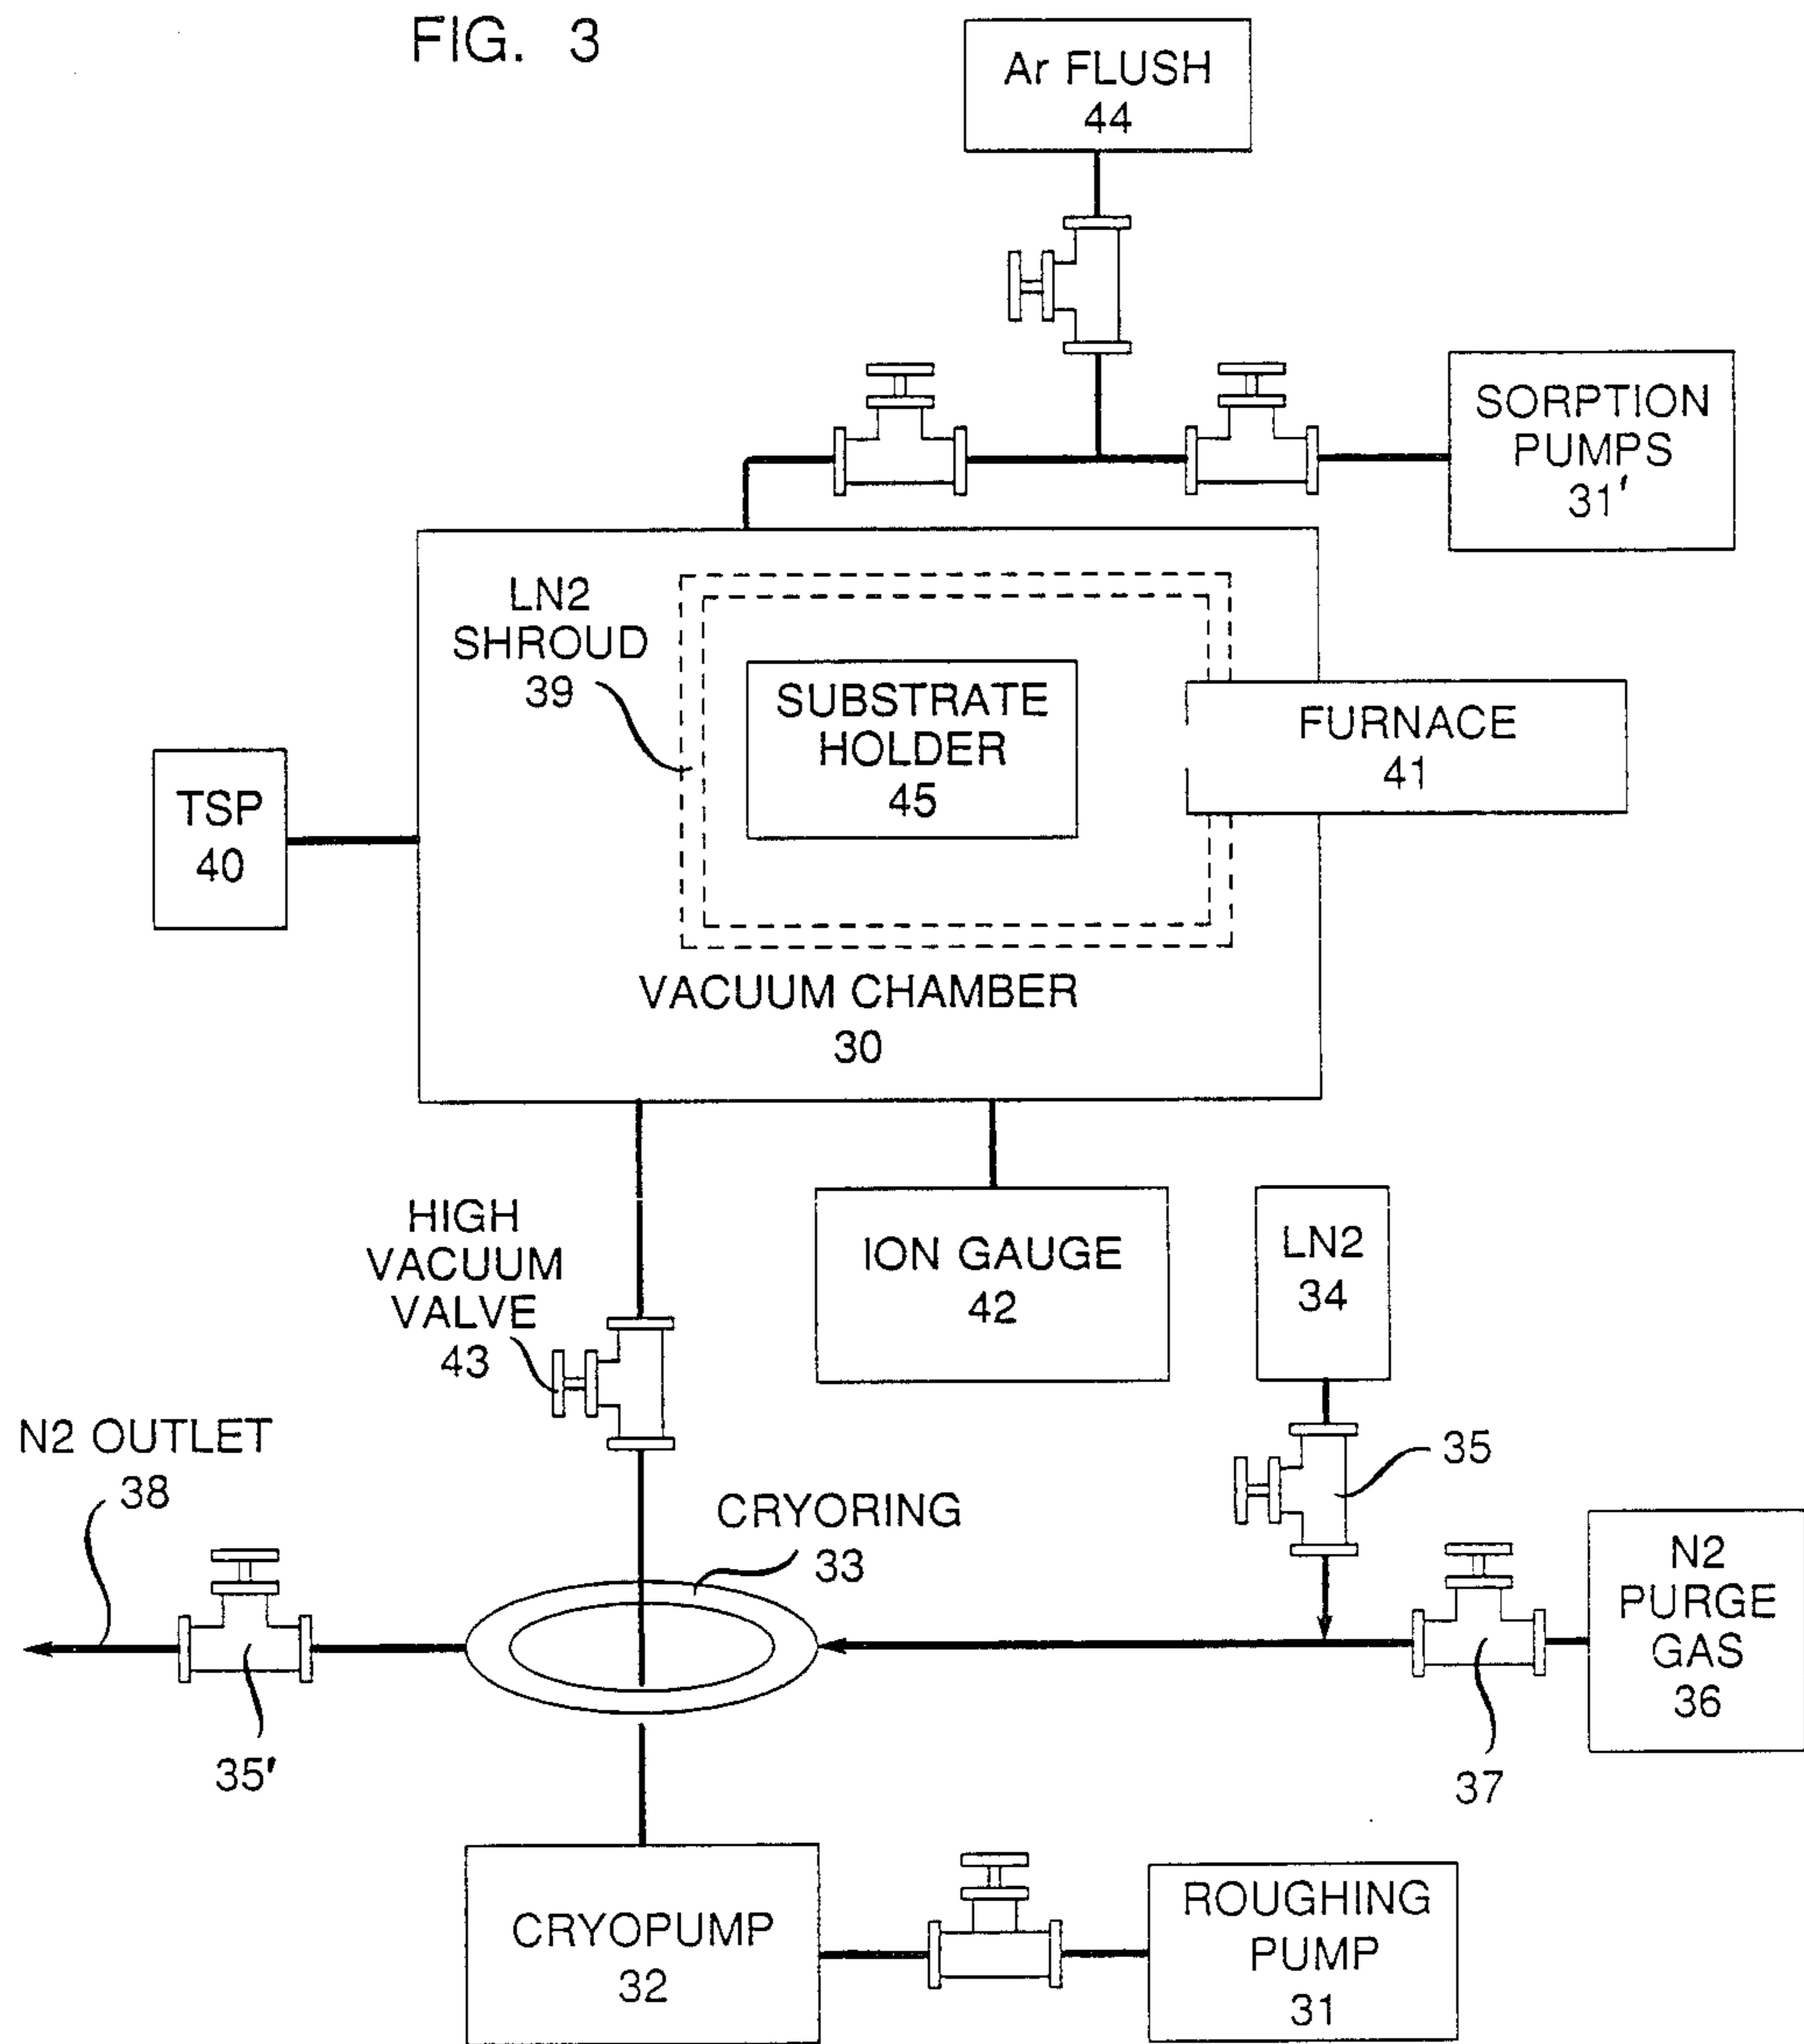 FIG. 3
Ar FLUSH
44
SORPTION
PUMPS
31'
LN2
SHROUD
39
SUBSTRATE
HOLDER
45
FURNACE
41
TSP
40
VACUUM CHAMBER
30
HIGH
VACUUM
VALVE
43
ION GAUGE
42
LN2
34
N2 OUTLET
38
35
CRYORING
33
N2
PURGE
GAS
36
35'
37
CRYOPUMP
32
ROUGHING
PUMP
31